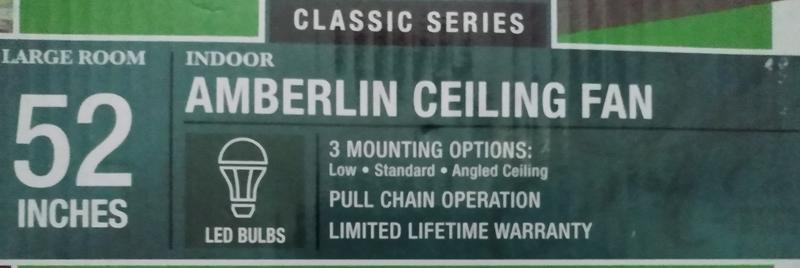 CLASSIC SERIES
LARGE ROOM
52
INCHES
INDOOR
AMBERLIN CEILING FAN
LED BULBS
3 MOUNTING OPTIONS:
Low • Standard • Angled Ceiling
PULL CHAIN OPERATION
LIMITED LIFETIME WARRANTY